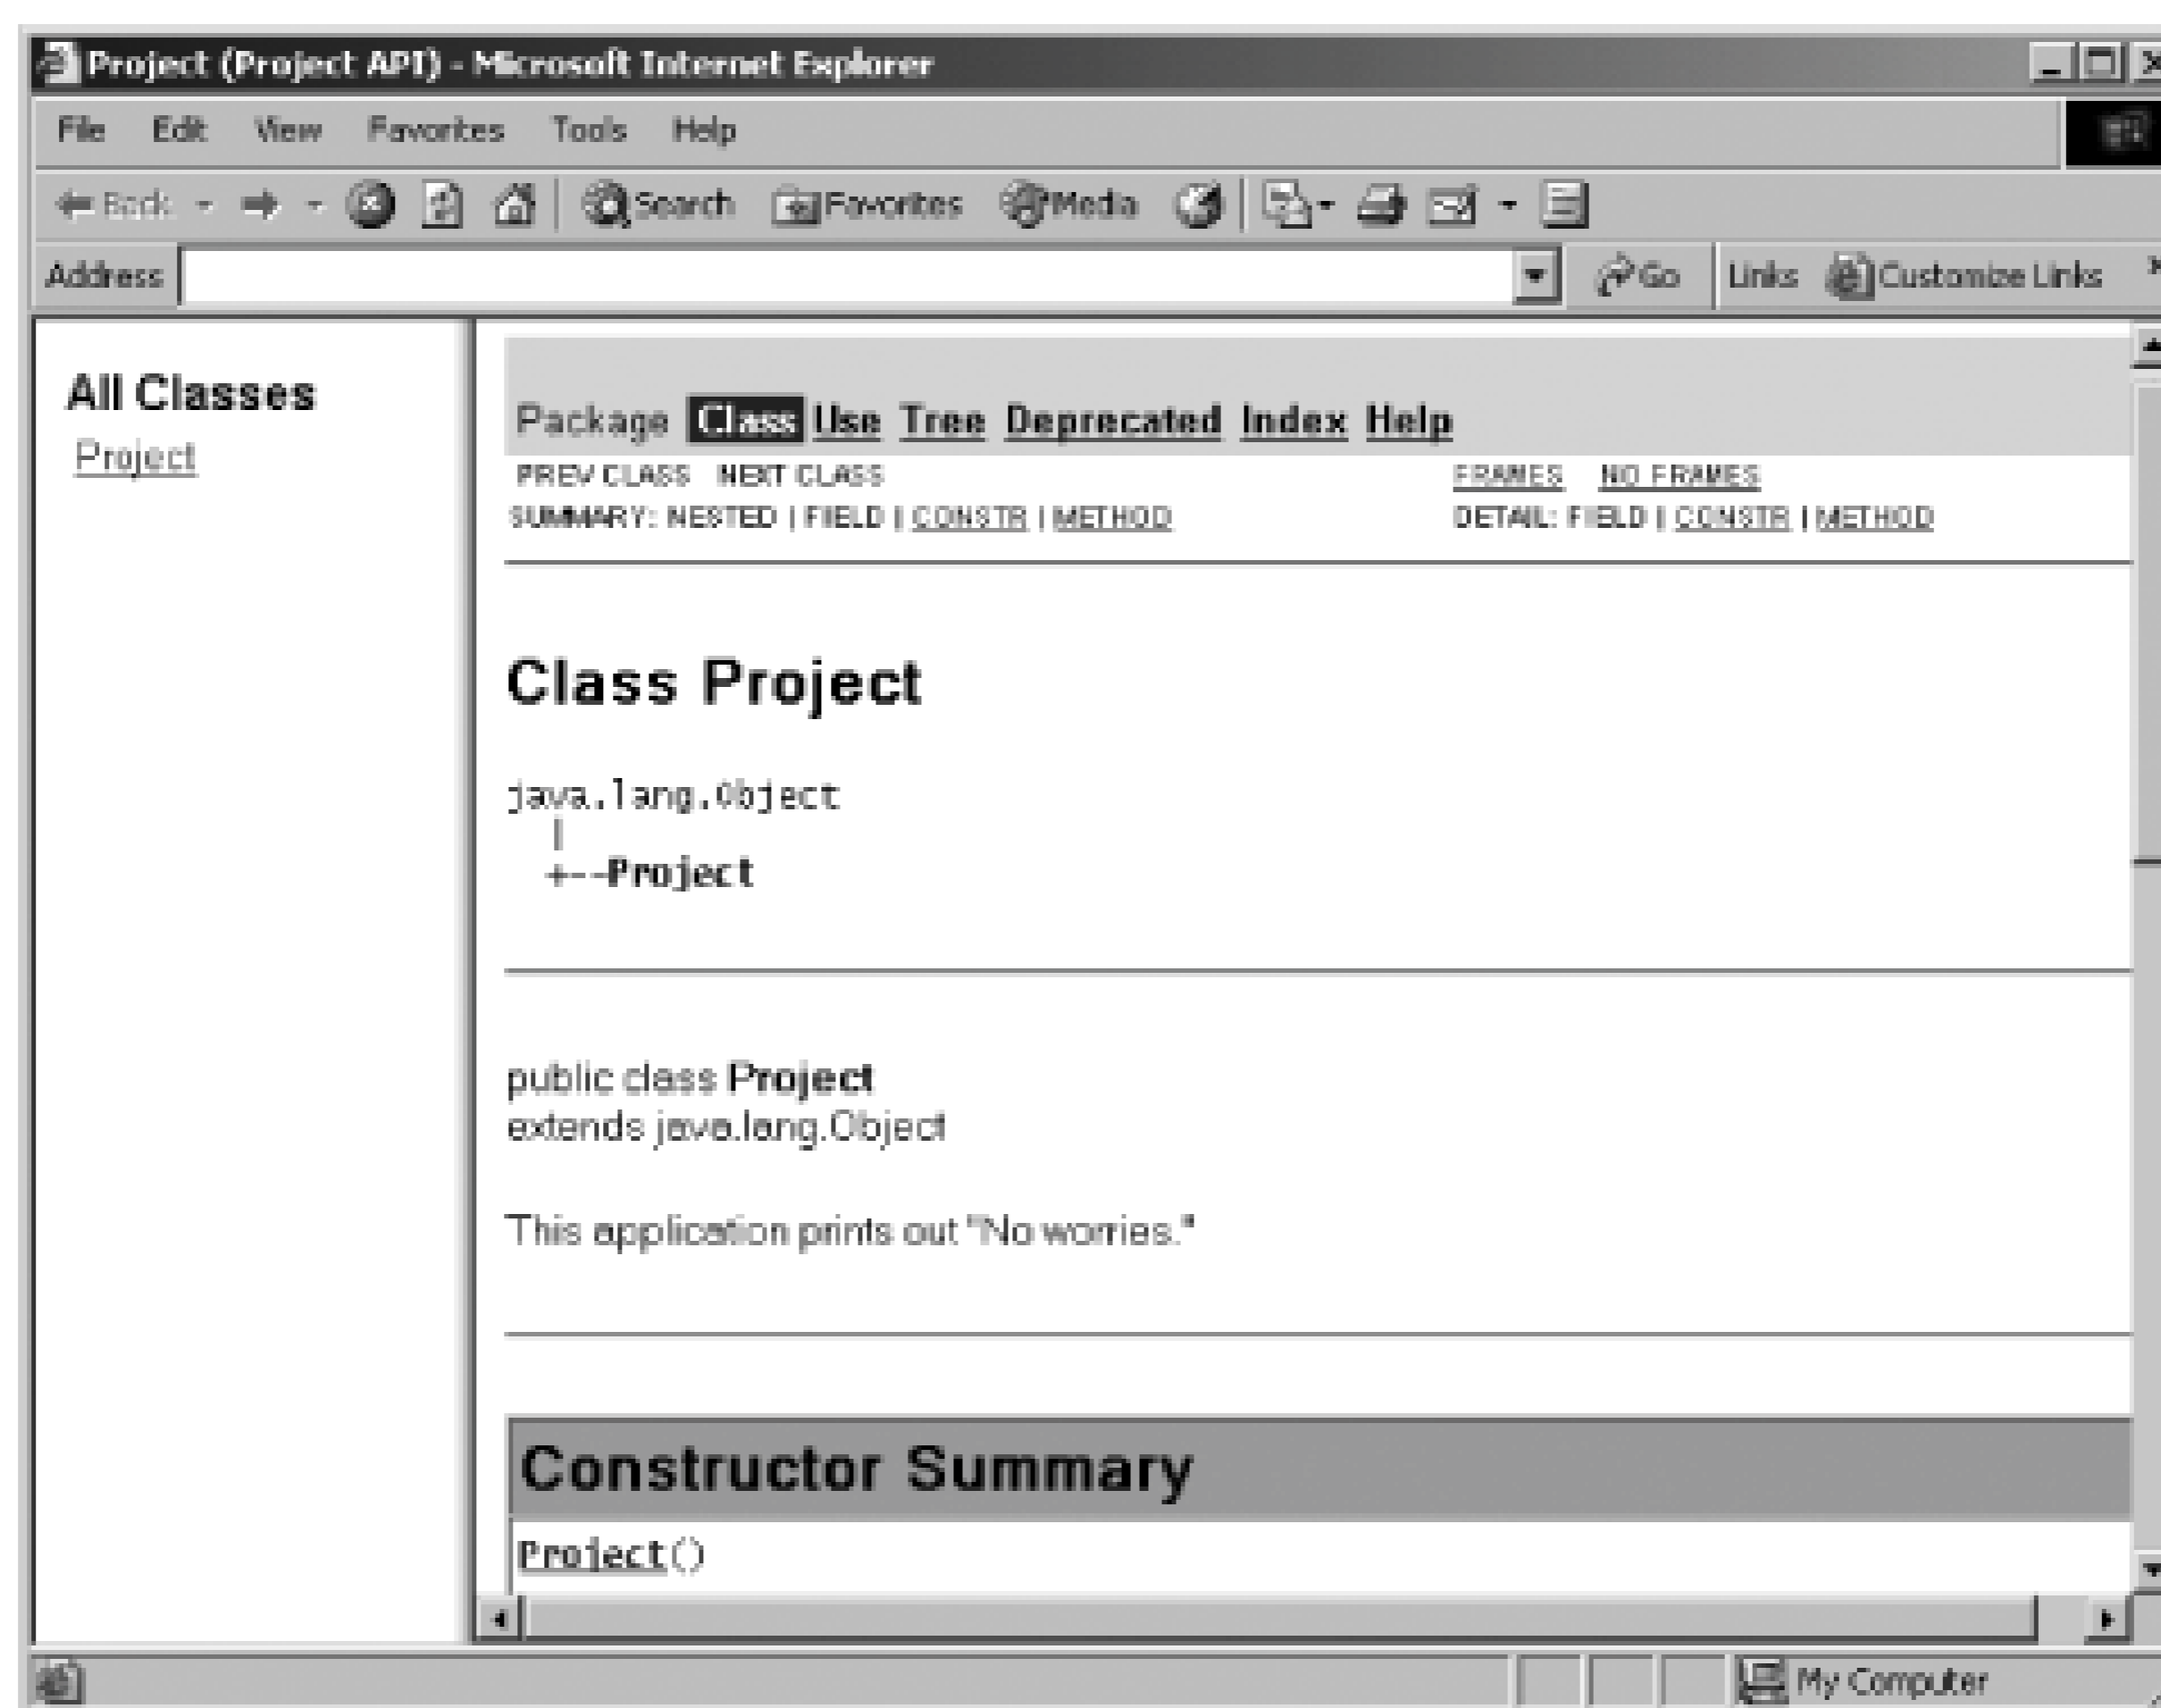 Project (Project API) - Microsoft Internet Explorer
File Edit View Favorites Tools Help
Back Search Favorites Media
Address Go Links Customize Links
All Classes
Project
Package Class Use Tree Deprecated Index Help
PREV CLASS NEXT CLASS FRAMES NO FRAMES
SUMMARY: NESTED | FIELD | CONSTR | METHOD DETAIL: FIELD | CONSTR | METHOD
Class Project
java.lang.Object
|
+--Project
public class Project
extends java.lang.Object
This application prints out "No worries."
Constructor Summary
Project()
My Computer